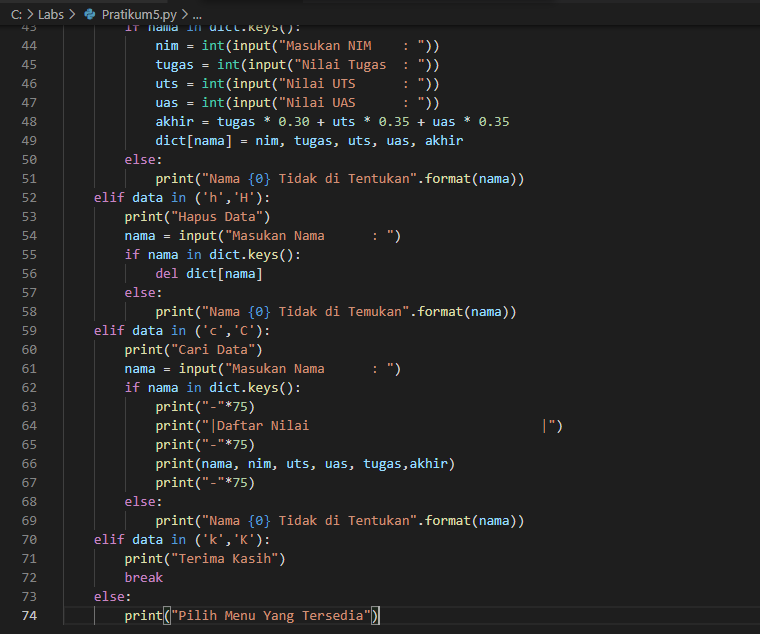 C: > Labs > Pratikum5.py > ...
43 if nama in dict.keys():
44 nim = int(input("Masukan NIM    : "))
45 tugas = int(input("Nilai Tugas  : "))
46 uts = int(input("Nilai UTS      : "))
47 uas = int(input("Nilai UAS      : "))
48 akhir = tugas * 0.30 + uts * 0.35 + uas * 0.35
49 dict[nama] = nim, tugas, uts, uas, akhir
50 else:
51 print("Nama {0} Tidak di Tentukan".format(nama))
52 elif data in ('h','H'):
53 print("Hapus Data")
54 nama = input("Masukan Nama      : ")
55 if nama in dict.keys():
56 del dict[nama]
57 else:
58 print("Nama {0} Tidak di Temukan".format(nama))
59 elif data in ('c','C'):
60 print("Cari Data")
61 nama = input("Masukan Nama      : ")
62 if nama in dict.keys():
63 print("-"*75)
64 print("|Daftar Nilai                              |")
65 print("-"*75)
66 print(nama, nim, uts, uas, tugas,akhir)
67 print("-"*75)
68 else:
69 print("Nama {0} Tidak di Tentukan".format(nama))
70 elif data in ('k','K'):
71 print("Terima Kasih")
72 break
73 else:
74 print("Pilih Menu Yang Tersedia")